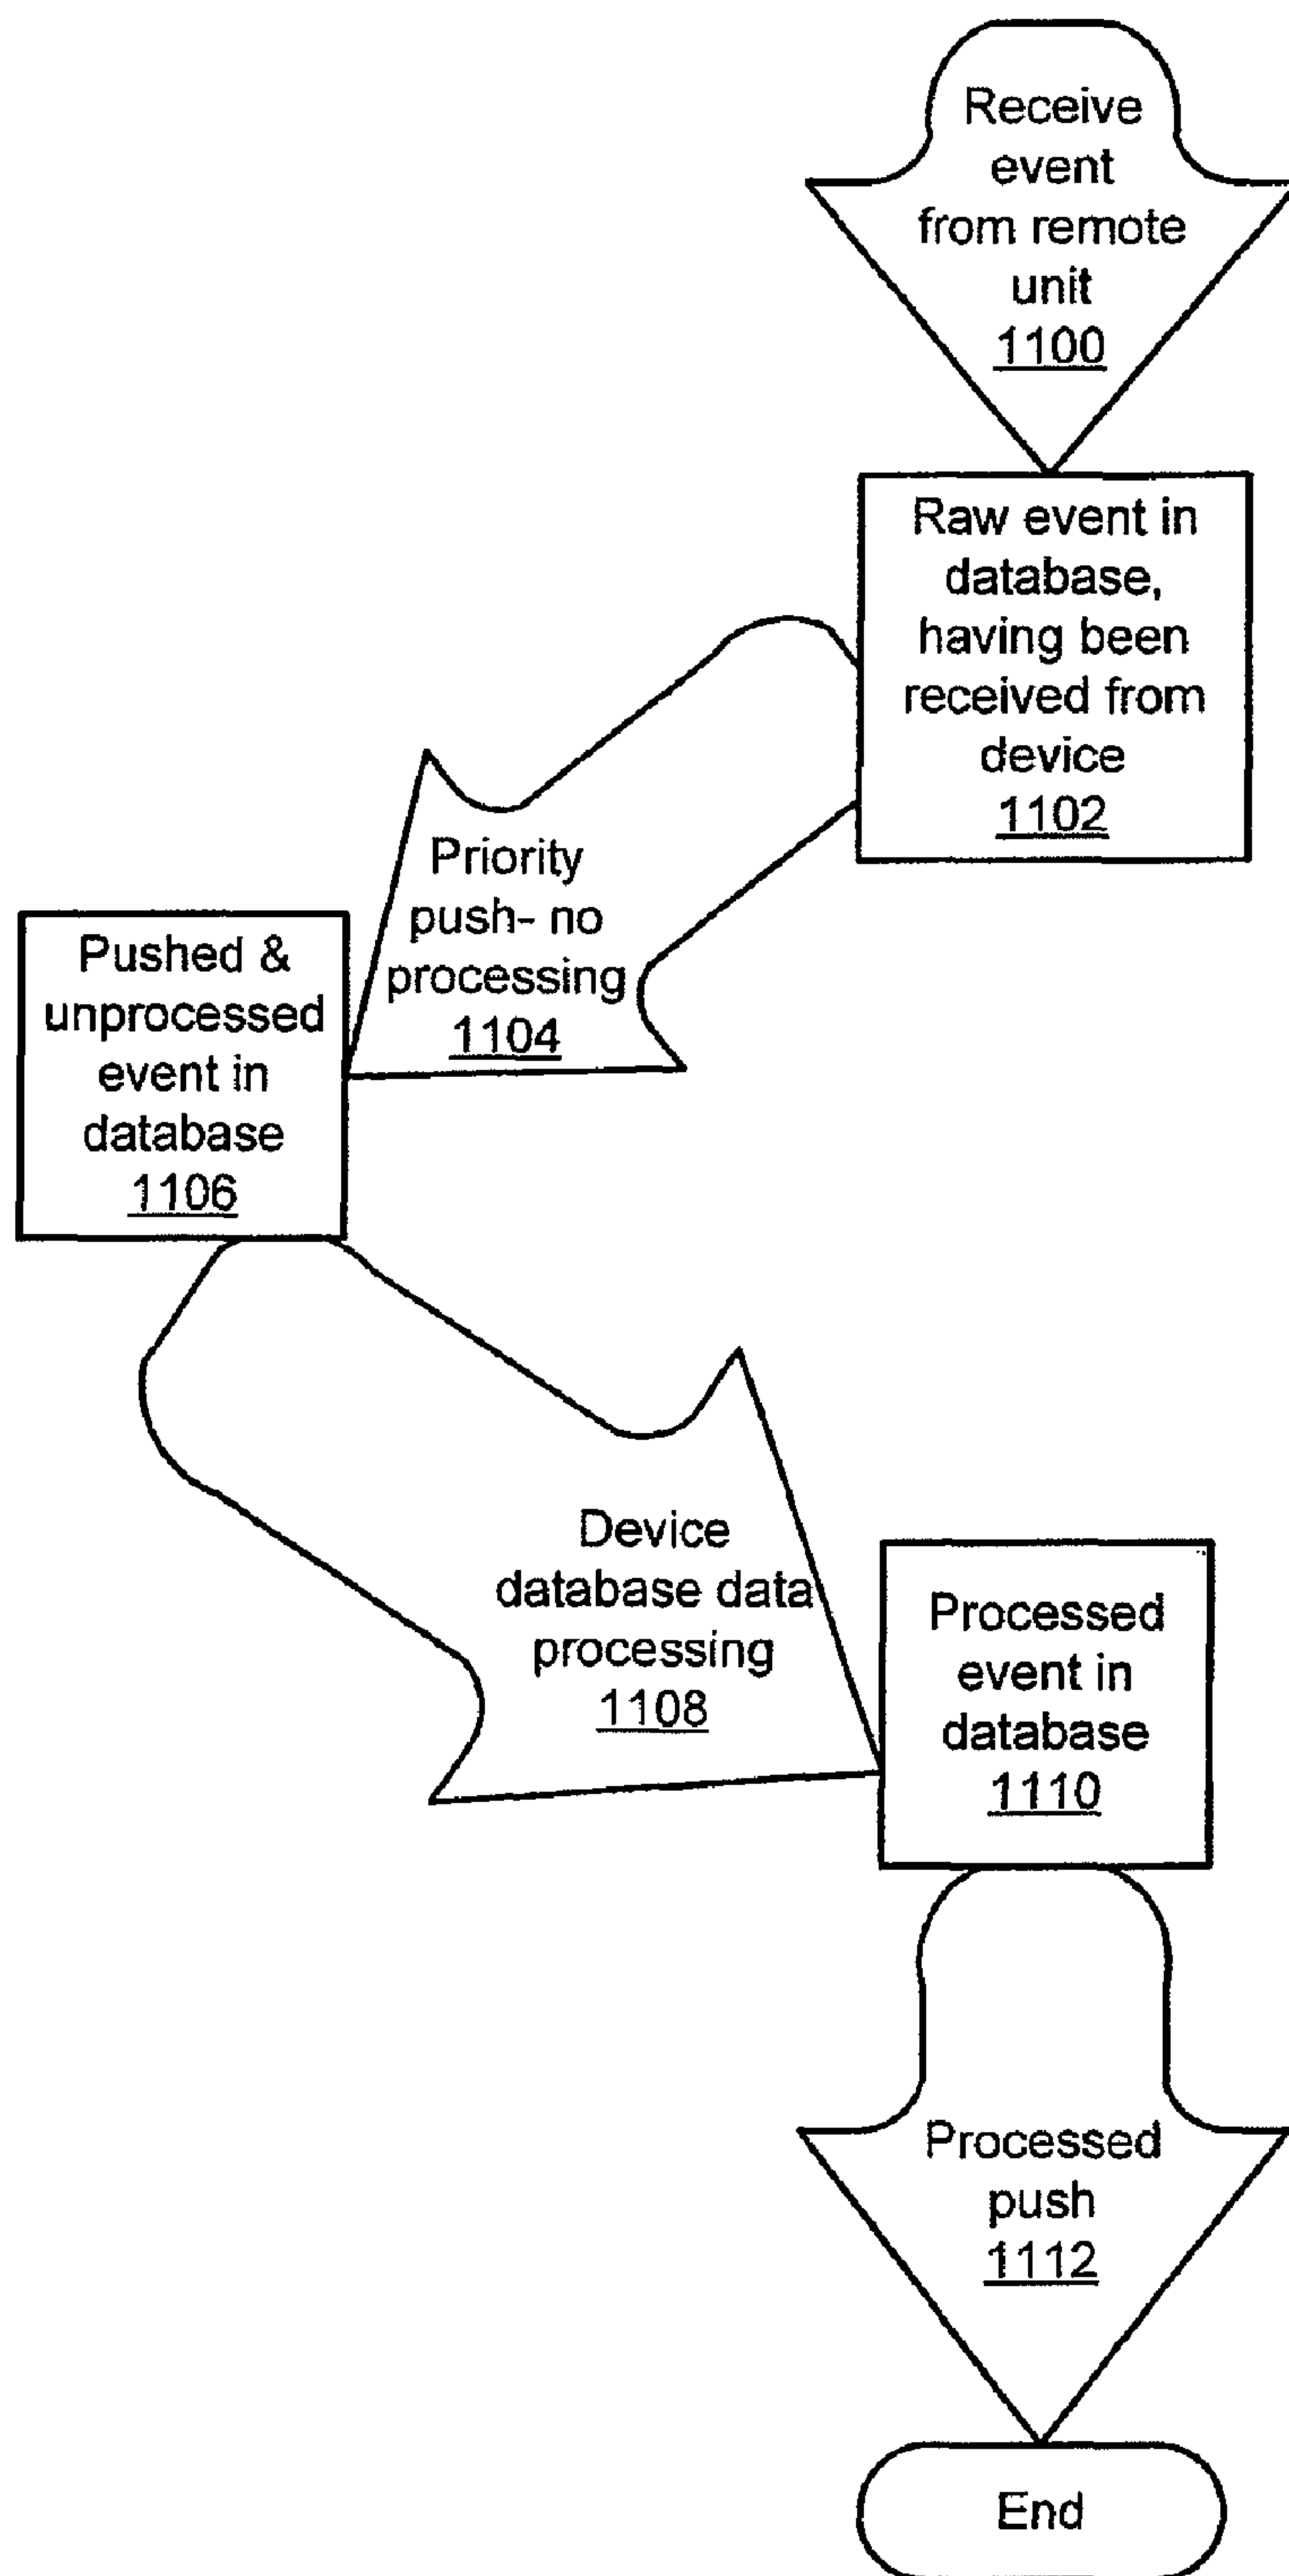 Receive
event
from remote
unit
1100
Raw event in
database,
having been
received from
device
1102
Priority
push- no
processing
1104
Pushed &
unprocessed
event in
database
1106
Device
database data
processing
1108
Processed
event in
database
1110
Processed
push
1112
End